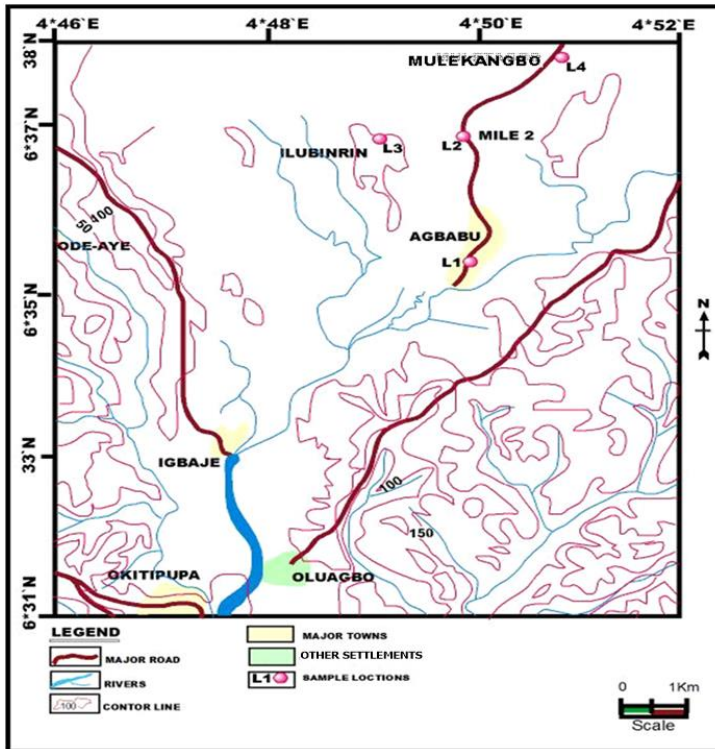 4°46'E
4°48'E
4°50'E
4°52'E
38'N
MULEKANGBO
L4
6°37'N
L2
MILE 2
ILUBINRIN
L3
100
50
ODE-AYE
AGBABU
L1
6°35'N
N
33'N
IGBAJE
100
150
OKITIPUPA
OLUAGBO
6°31'N
LEGEND
MAJOR ROAD
RIVERS
100
CONTOR LINE
MAJOR TOWNS
OTHER SETTLEMENTS
L1
SAMPLE LOCTIONS
0 1Km
Scale